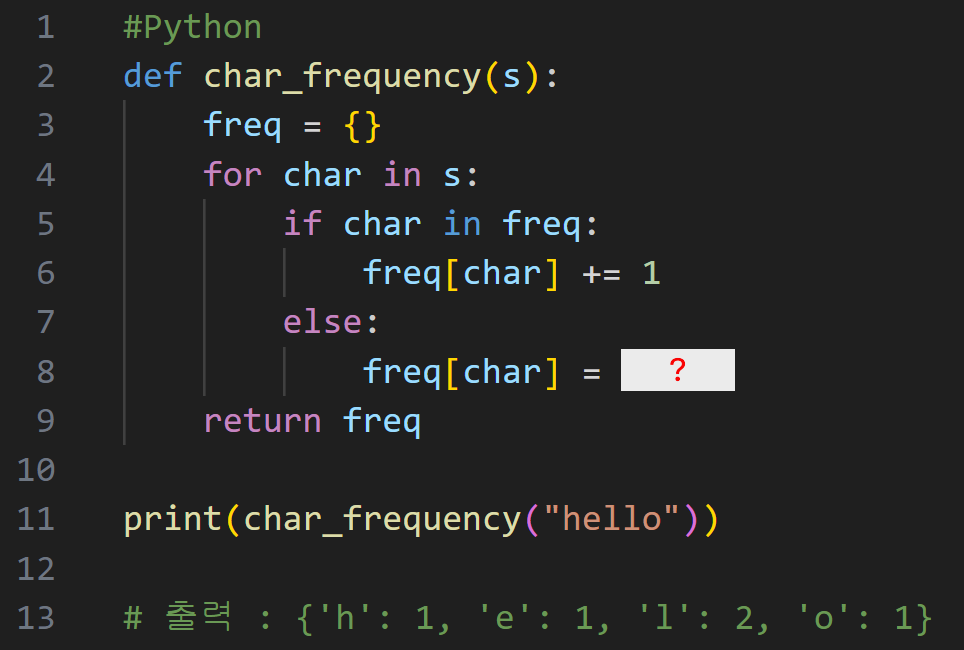 1 #Python
2 def char_frequency(s):
3     freq = {}
4     for char in s:
5         if char in freq:
6             freq[char] += 1
7         else:
8             freq[char] = ?
9     return freq
10
11 print(char_frequency("hello"))
12
13 # 출력 : {'h': 1, 'e': 1, 'l': 2, 'o': 1}